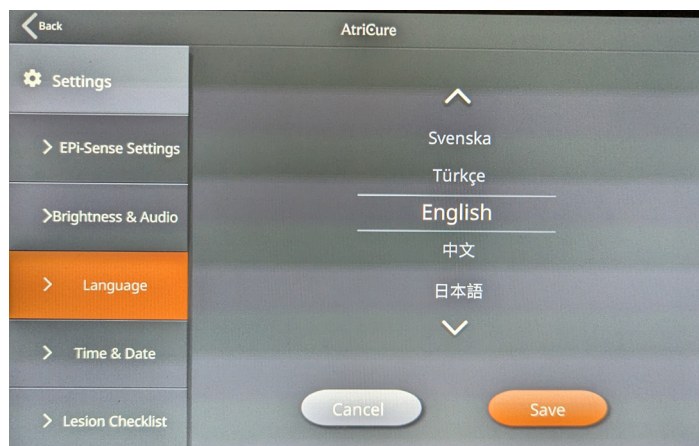 Back
AtriCure
Settings
EPi-Sense Settings
Brightness & Audio
Language
Time & Date
Lesion Checklist
Svenska
Türkçe
English
中文
日本語
Cancel
Save